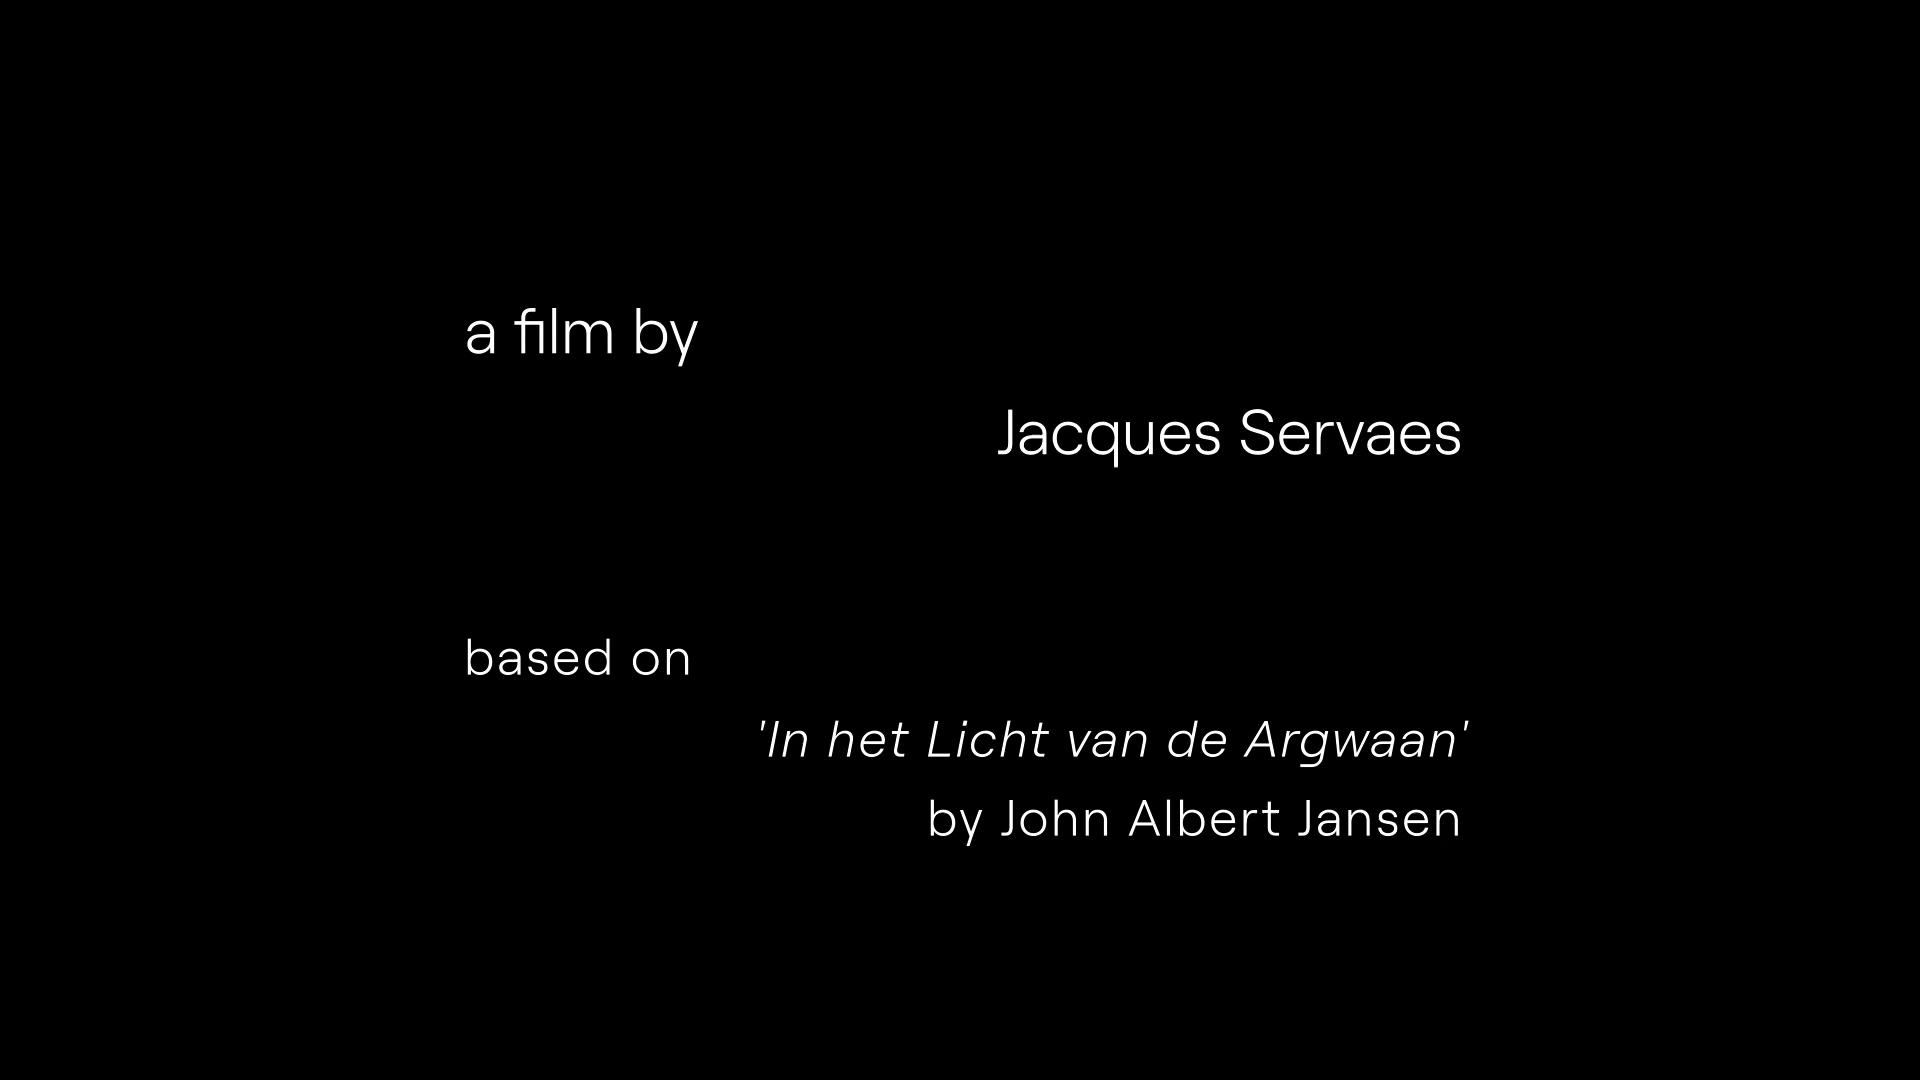 a film by
Jacques Servaes
based on
'In het Licht van de Argwaan'
by John Albert Jansen